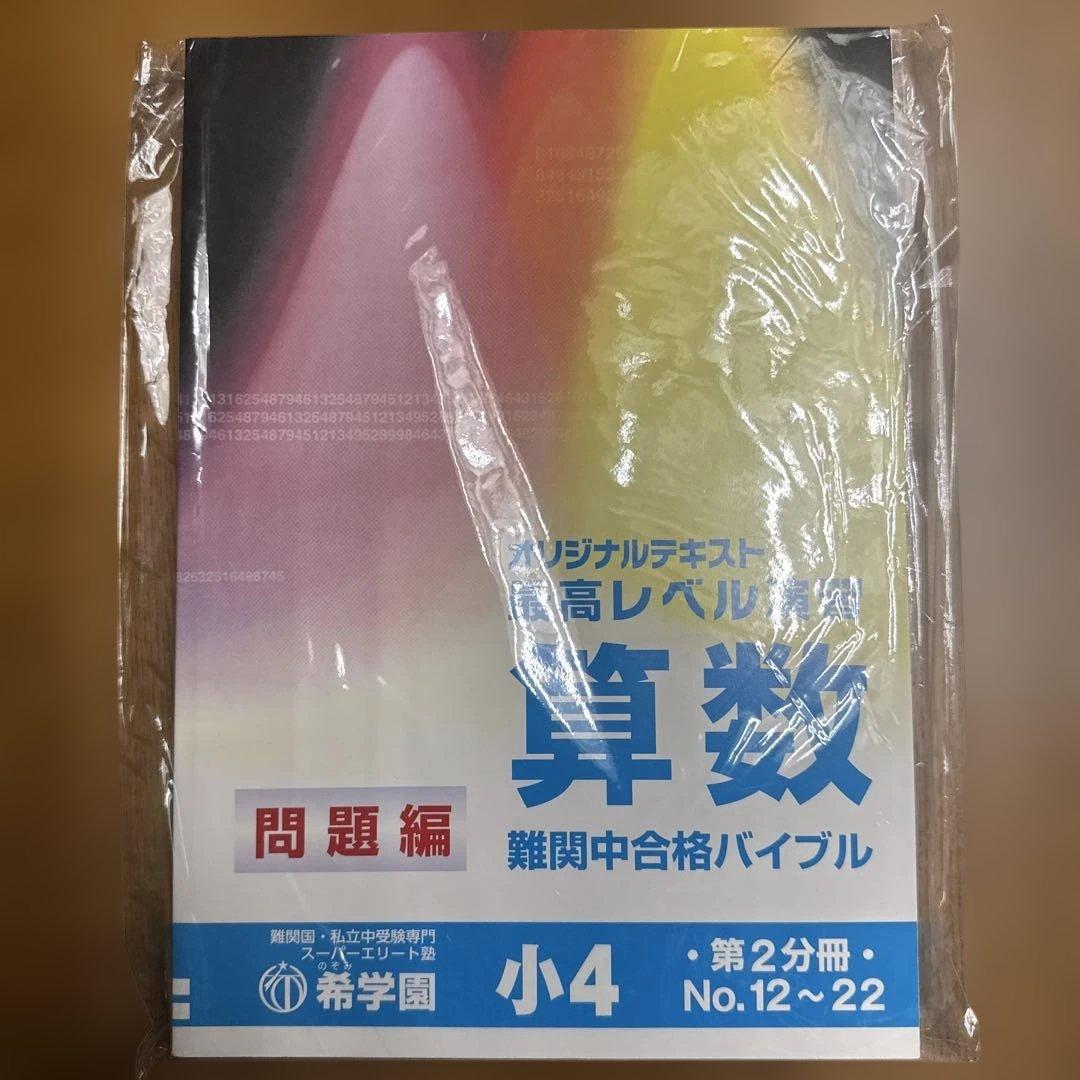 オリジナルテキスト
最高レベル演習
算数
難関中合格バイブル
問題編
難関国・私立中受験専門
スーパーエリート塾
のぞみ
希学園
小4
・第2分冊・
No.12～22
82632516498745